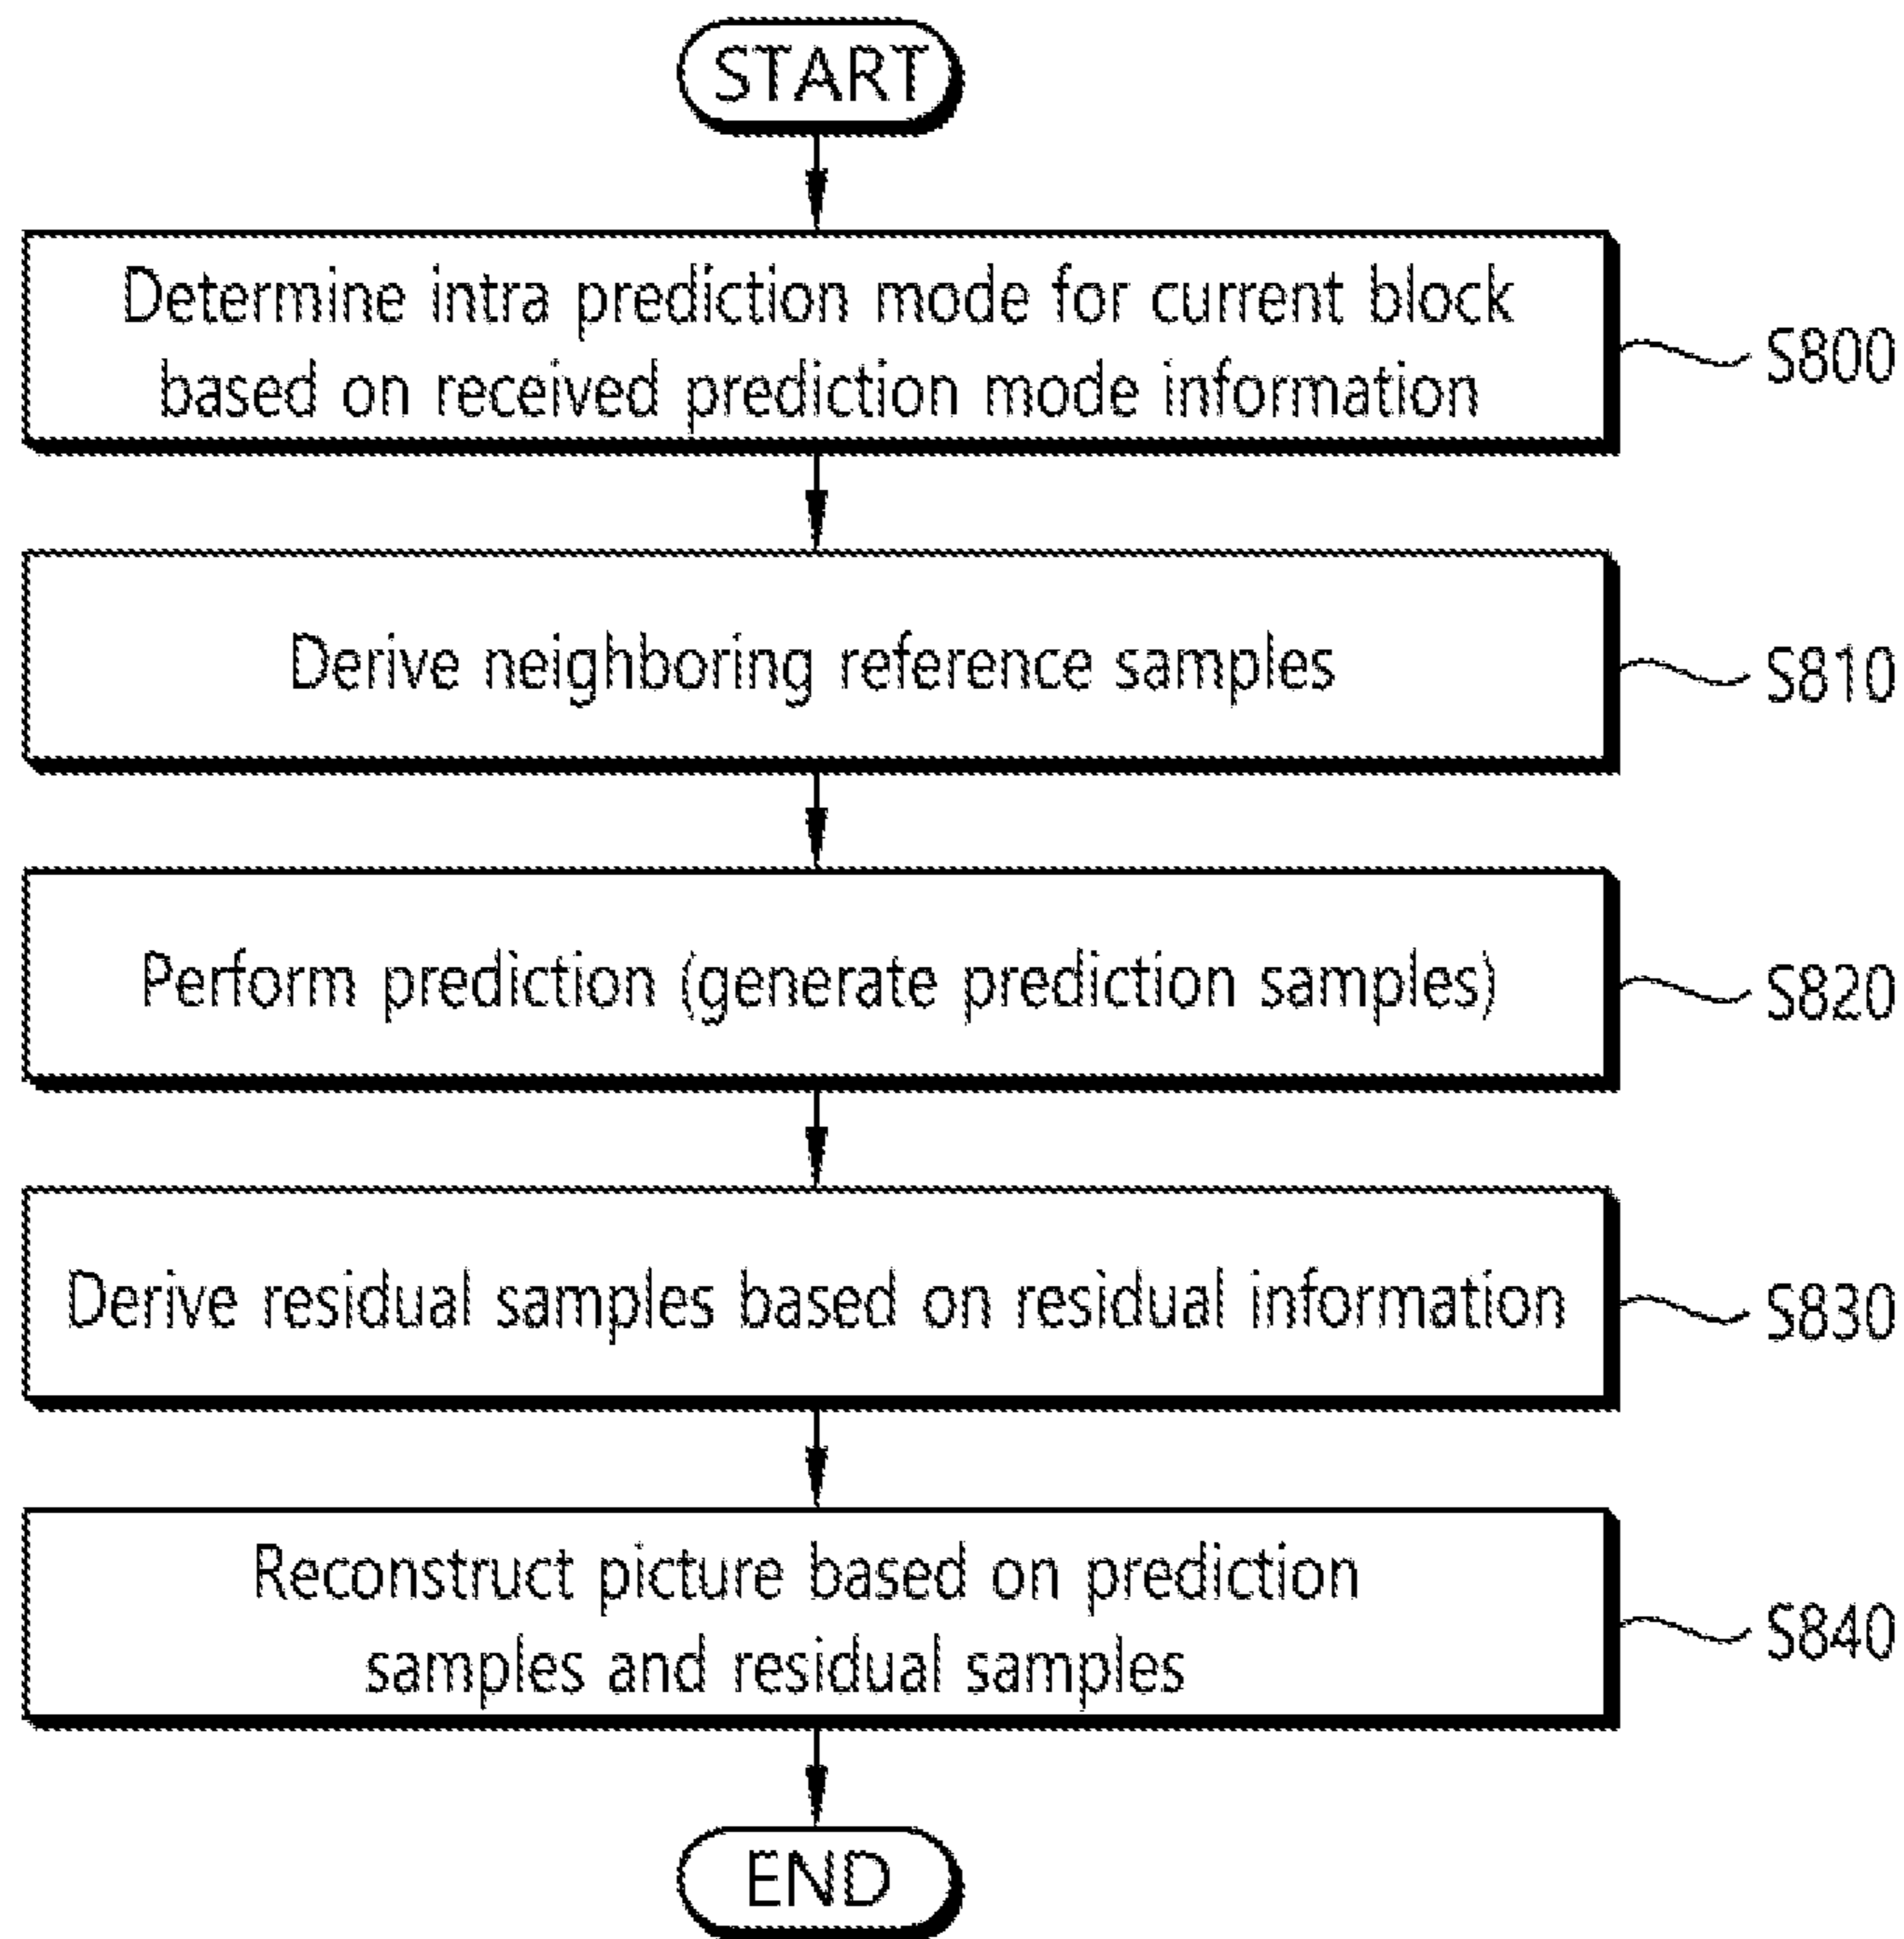 START
Determine intra prediction mode for current block
based on received prediction mode information
S800
Derive neighboring reference samples
S810
Perform prediction (generate prediction samples)
S820
Derive residual samples based on residual information
S830
Reconstruct picture based on prediction
samples and residual samples
S840
END